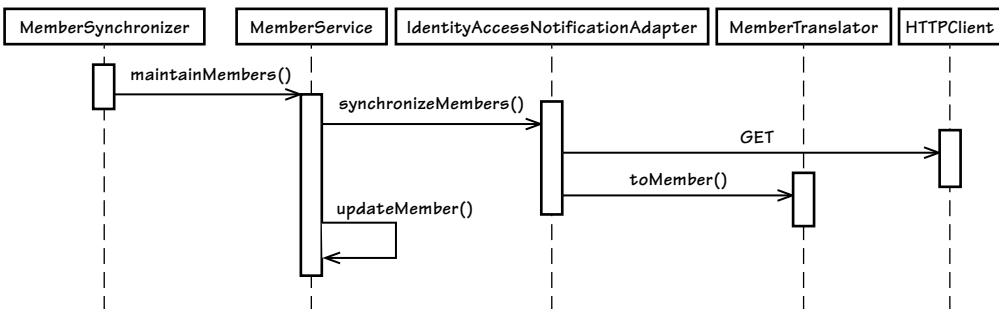 MemberSynchronizer
MemberService
IdentityAccessNotificationAdapter
MemberTranslator
HTTPClient
maintainMembers()
synchronizeMembers()
GET
toMember()
updateMember()